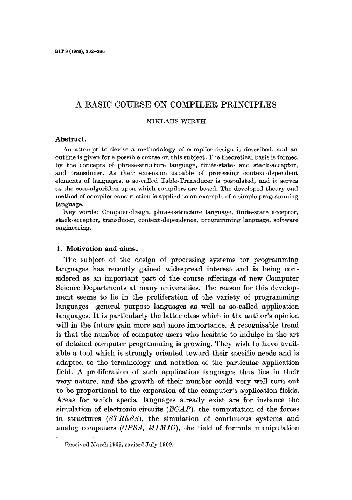 BIT 9 (1969), 362–386
A BASIC COURSE ON COMPILER PRINCIPLES
NIKLAUS WIRTH
Abstract.
An attempt to devise a methodology of compiler design is described, and an
outline is given for a possible course on this subject. The theoretical basis is formed
by the concepts of phrase-structure language, finite-state- and stack-acceptor,
and transducer. As their extension capable of processing context-dependent
elements of languages, a so-called Table-Transducer is postulated, and it serves
as the core-algorithm upon which compilers are based. The developed theory and
method of compiler construction is applied to an example of a simple programming
language.
Key words: Compiler-design, phrase-structure language, finite-state acceptor,
stack-acceptor, transducer, context-dependence, programming language, software
engineering.
1. Motivation and aims.
The subject of the design of processing systems for programming
languages has recently gained widespread interest and is being con-
sidered as an important part of the course offerings of new Computer
Science Departments at many universities. The reason for this develop-
ment seems to lie in the proliferation of the variety of programming
languages—general purpose languages as well as so-called application
languages. It is particularly the latter class which in the author's opinion
will in the future gain more and more importance. A recognizable trend
is that the number of computer users who hesitate to indulge in the art
of detailed computer programming is growing. They wish to have avail-
able a tool which is strongly oriented toward their specific needs and is
adapted to the terminology and notation of the particular application
field. A proliferation of such application languages thus lies in their
very nature, and the growth of their number could very well turn out
to be proportional to the expansion of the computer's application fields.
Areas for which special languages already exist are for instance the
simulation of electronic circuits (ECAP), the computation of the forces
in structures (STRESS), the simulation of continuous systems and
analog computers (CPSS, MIMIC), the field of formula manipulation
Received March 1969, revised July 1969.